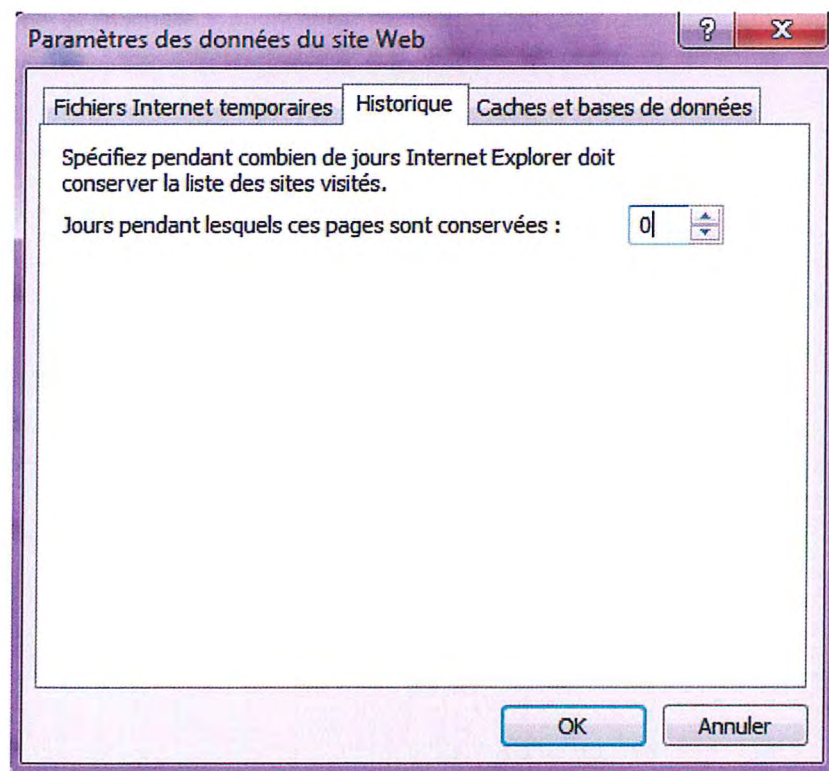 Paramètres des données du site Web
Fichiers Internet temporaires
Historique
Caches et bases de données
Spécifiez pendant combien de jours Internet Explorer doit
conserver la liste des sites visités.
Jours pendant lesquels ces pages sont conservées : 0
OK
Annuler